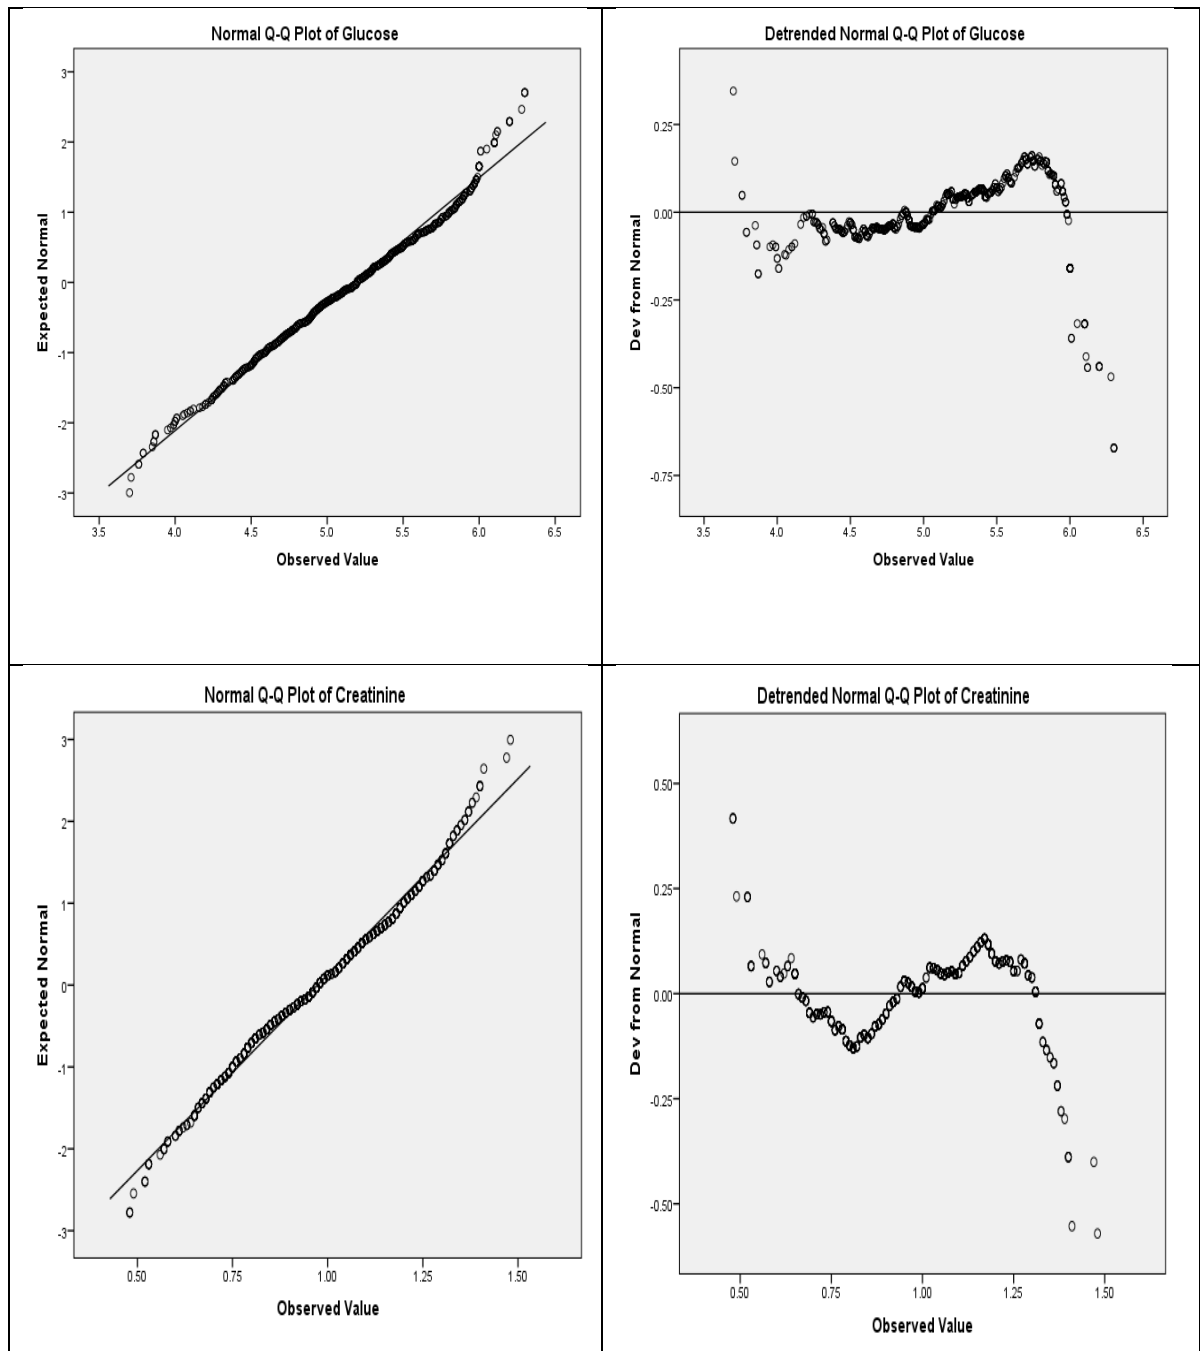 Normal Q-Q Plot of Glucose
Expected Normal
3
2
1
0
-1
-2
-3
3.5 4.0 4.5 5.0 5.5 6.0 6.5
Observed Value
Detrended Normal Q-Q Plot of Glucose
Dev from Normal
0.25
0.00
-0.25
-0.50
-0.75
3.5 4.0 4.5 5.0 5.5 6.0 6.5
Observed Value
Normal Q-Q Plot of Creatinine
Expected Normal
3
2
1
0
-1
-2
-3
0.50 0.75 1.00 1.25 1.50
Observed Value
Detrended Normal Q-Q Plot of Creatinine
Dev from Normal
0.50
0.25
0.00
-0.25
-0.50
0.50 0.75 1.00 1.25 1.50
Observed Value